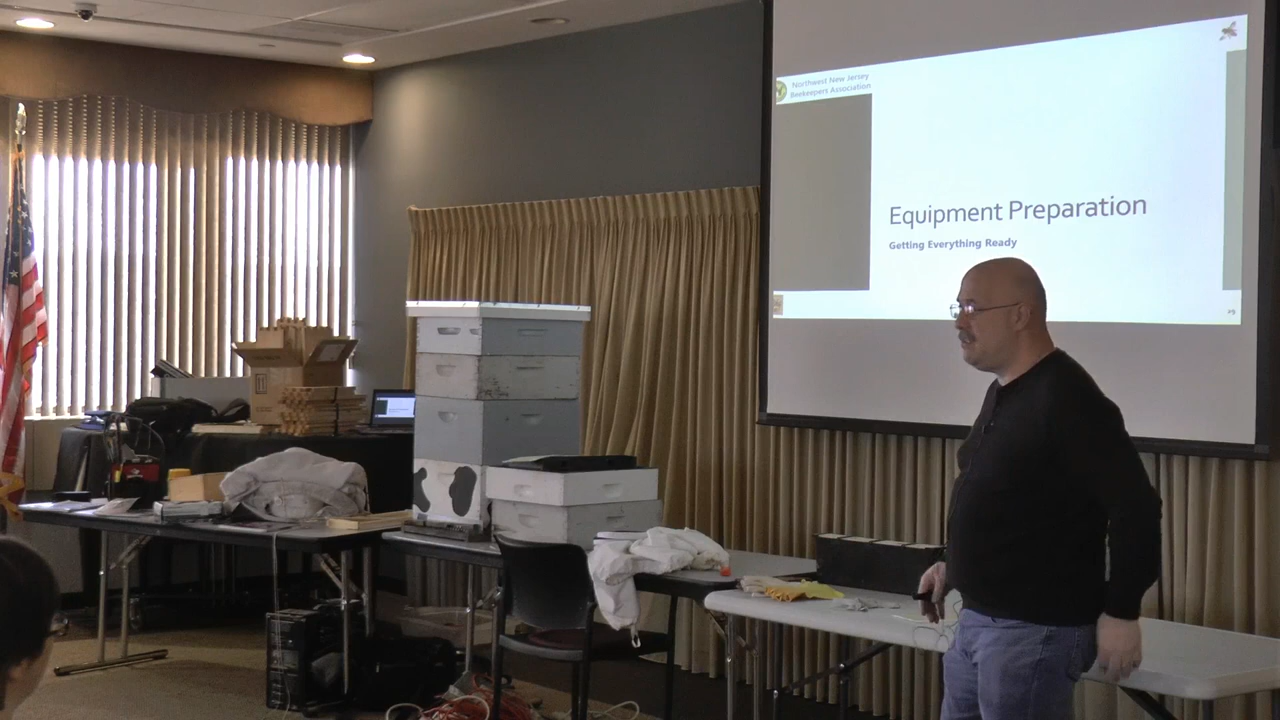 Northwest New Jersey
Beekeepers Association
Equipment Preparation
Getting Everything Ready